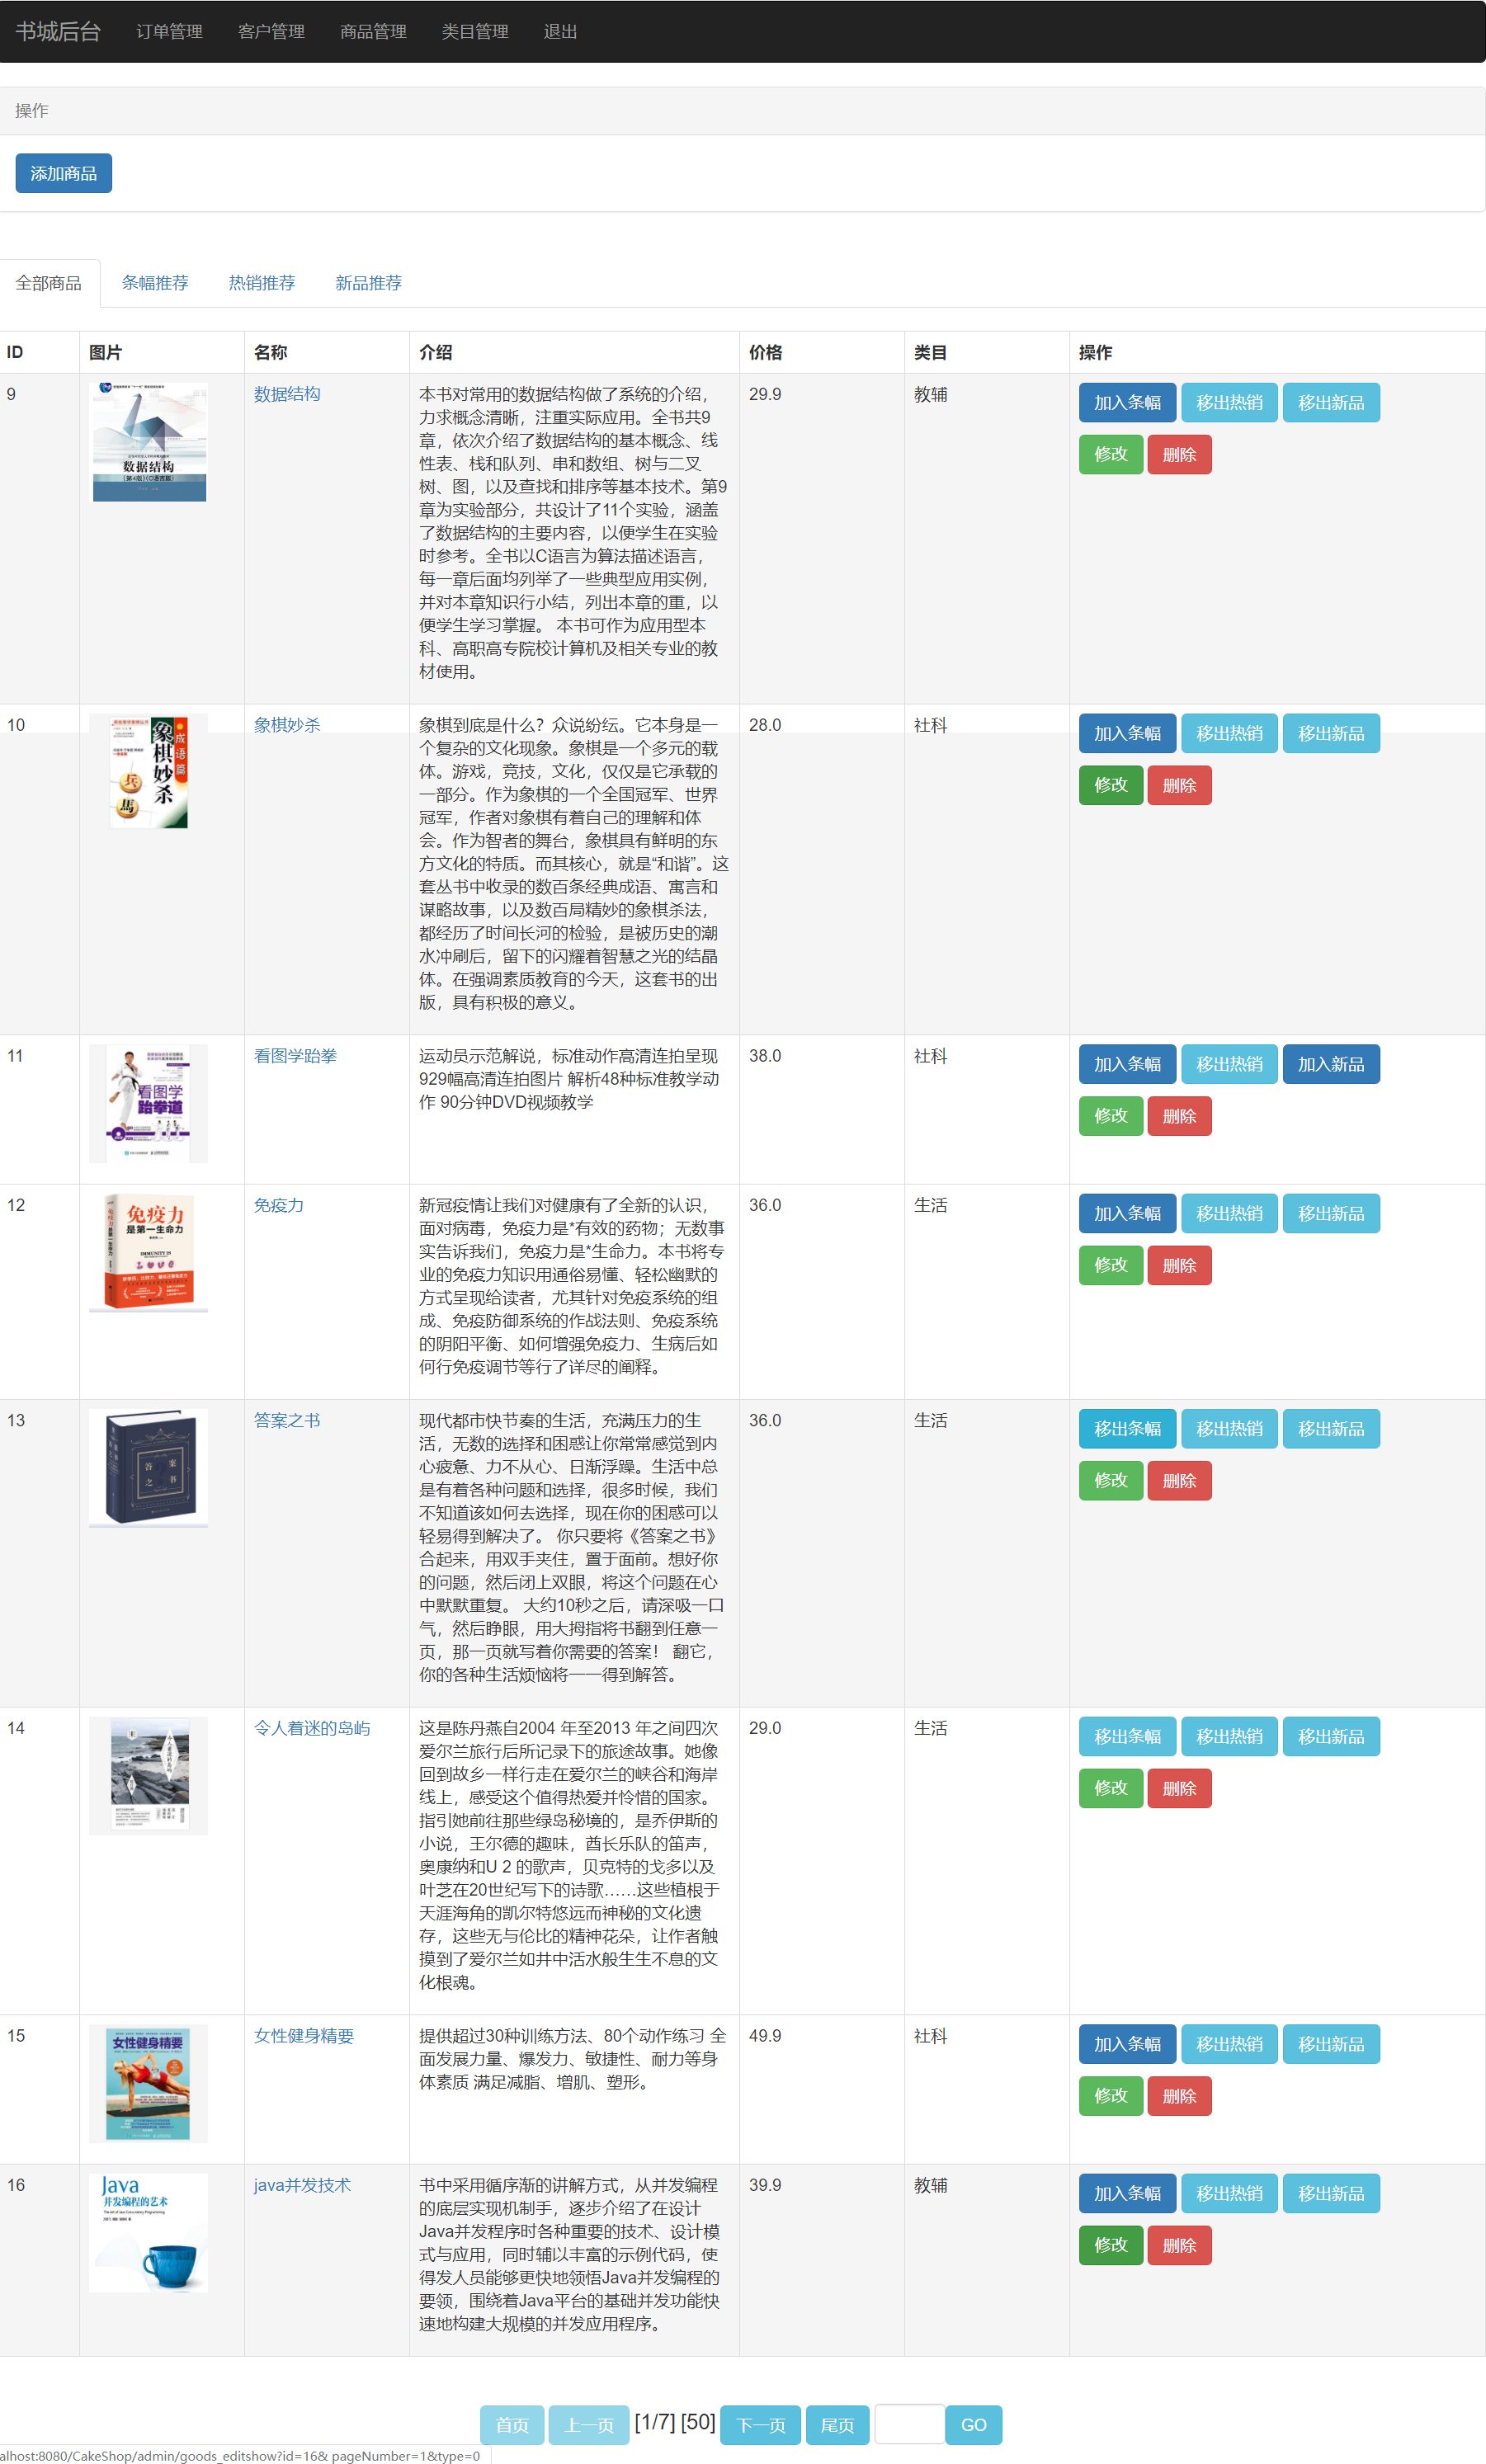 书城后台 订单管理 客户管理 商品管理 类目管理 退出
操作
添加商品
全部商品 条幅推荐 热销推荐 新品推荐
ID 图片 名称 介绍 价格 类目 操作
9 数据结构 29.9 教辅 加入条幅 移出热销 移出新品
修改 删除
数据结构
(第4版)(C语言版)
本书对常用的数据结构做了系统的介绍，
力求概念清晰，注重实际应用。全书共9
章，依次介绍了数据结构的基本概念、线
性表、栈和队列、串和数组、树与二叉
树、图，以及查找和排序等基本技术。第9
章为实验部分，共设计了11个实验，涵盖
了数据结构的主要内容，以便学生在实验
时参考。全书以C语言为算法描述语言，
每一章后面均列举了一些典型应用实例，
并对本章知识行小结，列出本章的重，以
便学生学习掌握。 本书可作为应用型本
科、高职高专院校计算机及相关专业的教
材使用。
10 象棋妙杀 28.0 社科 加入条幅 移出热销 移出新品
修改 删除
象棋妙杀
成语篇
兵
馬
象棋到底是什么？众说纷纭。它本身是一
个复杂的文化现象。象棋是一个多元的载
体。游戏，竞技，文化，仅仅是它承载的
一部分。作为象棋的一个全国冠军、世界
冠军，作者对象棋有着自己的理解和体
会。作为智者的舞台，象棋具有鲜明的东
方文化的特质。而其核心，就是“和谐”。这
套丛书中收录的数百条经典成语、寓言和
谋略故事，以及数百局精妙的象棋杀法，
都经历了时间长河的检验，是被历史的潮
水冲刷后，留下的闪耀着智慧之光的结晶
体。在强调素质教育的今天，这套书的出
版，具有积极的意义。
11 看图学跆拳 38.0 社科 加入条幅 移出热销 加入新品
修改 删除
看图学
跆拳道
运动员示范解说，标准动作高清连拍呈现
929幅高清连拍图片 解析48种标准教学动
作 90分钟DVD视频教学
12 免疫力 36.0 生活 加入条幅 移出热销 移出新品
修改 删除
免疫力
是第一生命力
新冠疫情让我们对健康有了全新的认识，
面对病毒，免疫力是*有效的药物；无数事
实告诉我们，免疫力是*生命力。本书将专
业的免疫力知识用通俗易懂、轻松幽默的
方式呈现给读者，尤其针对免疫系统的组
成、免疫防御系统的作战法则、免疫系统
的阴阳平衡、如何增强免疫力、生病后如
何行免疫调节等行了详尽的阐释。
13 答案之书 36.0 生活 移出条幅 移出热销 移出新品
修改 删除
答案
之书
现代都市快节奏的生活，充满压力的生
活，无数的选择和困惑让你常常感觉到内
心疲惫、力不从心、日渐浮躁。生活中总
是有着各种问题和选择，很多时候，我们
不知道该如何去选择，现在你的困惑可以
轻易得到解决了。 你只要将《答案之书》
合起来，用双手夹住，置于面前。想好你
的问题，然后闭上双眼，将这个问题在心
中默默重复。 大约10秒之后，请深吸一口
气，然后睁眼，用大拇指将书翻到任意一
页，那一页就写着你需要的答案！ 翻它，
你的各种生活烦恼将一一得到解答。
14 令人着迷的岛屿 29.0 生活 移出条幅 移出热销 移出新品
修改 删除
这是陈丹燕自2004 年至2013 年之间四次
爱尔兰旅行后所记录下的旅途故事。她像
回到故乡一样行走在爱尔兰的峡谷和海岸
线上，感受这个值得热爱并怜惜的国家。
指引她前往那些绿岛秘境的，是乔伊斯的
小说，王尔德的趣味，酋长乐队的笛声，
奥康纳和U 2 的歌声，贝克特的戈多以及
叶芝在20世纪写下的诗歌……这些植根于
天涯海角的凯尔特悠远而神秘的文化遗
存，这些无与伦比的精神花朵，让作者触
摸到了爱尔兰如井中活水般生生不息的文
化根魂。
15 女性健身精要 49.9 社科 加入条幅 移出热销 移出新品
修改 删除
女性健身精要
提供超过30种训练方法、80个动作练习 全
面发展力量、爆发力、敏捷性、耐力等身
体素质 满足减脂、增肌、塑形。
16 java并发技术 39.9 教辅 加入条幅 移出热销 移出新品
修改 删除
Java
并发编程的艺术
书中采用循序渐的讲解方式，从并发编程
的底层实现机制手，逐步介绍了在设计
Java并发程序时各种重要的技术、设计模
式与应用，同时辅以丰富的示例代码，使
得发人员能够更快地领悟Java并发编程的
要领，围绕着Java平台的基础并发功能快
速地构建大规模的并发应用程序。
首页 上一页 [1/7] [50] 下一页 尾页 GO
alhost:8080/CakeShop/admin/goods_editshow?id=16& pageNumber=1&type=0